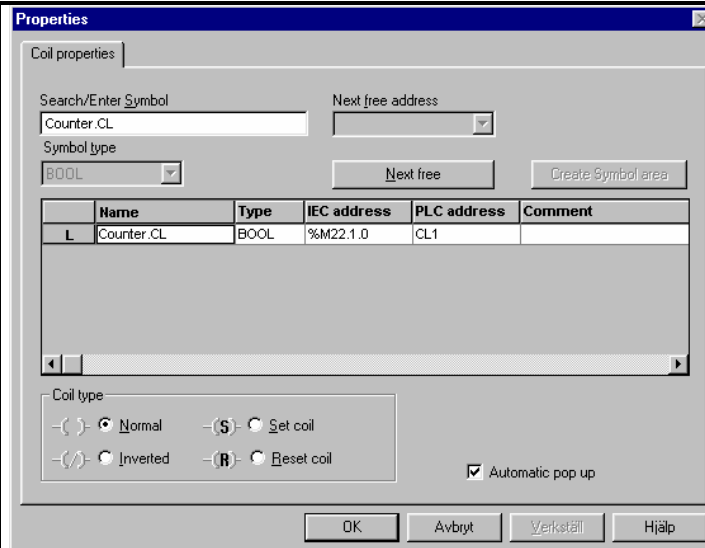 Properties
Coil properties
Search/Enter Symbol
Next free address
Counter.CL
Symbol type
BOOL
Next free
Create Symbol area
Name Type IEC address PLC address Comment
L Counter.CL BOOL %M22.1.0 CL1
Coil type
-( )- Normal -(S)- Set coil
-(/)- Inverted -(R)- Reset coil
Automatic pop up
OK Avbryt Verkställ Hjälp